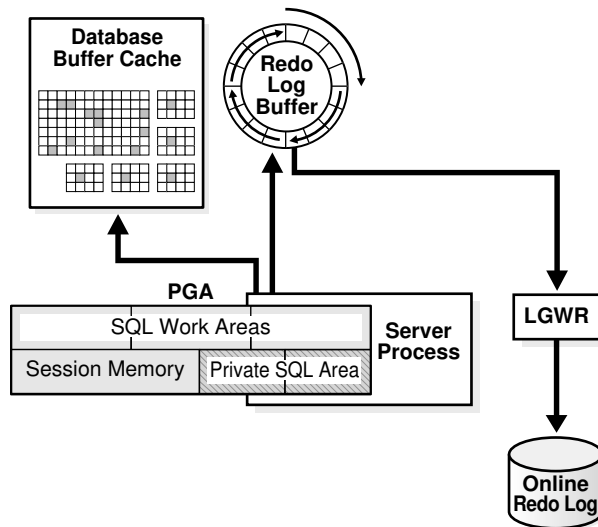 Database
Buffer Cache
Redo
Log
Buffer
PGA
SQL Work Areas
Session Memory
Private SQL Area
Server
Process
LGWR
Online
Redo Log